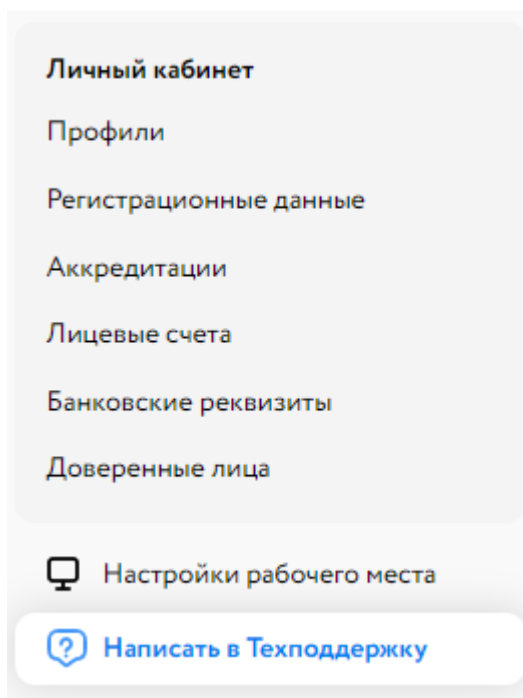 Личный кабинет
Профили
Регистрационные данные
Аккредитации
Лицевые счета
Банковские реквизиты
Доверенные лица
Настройки рабочего места
Написать в Техподдержку